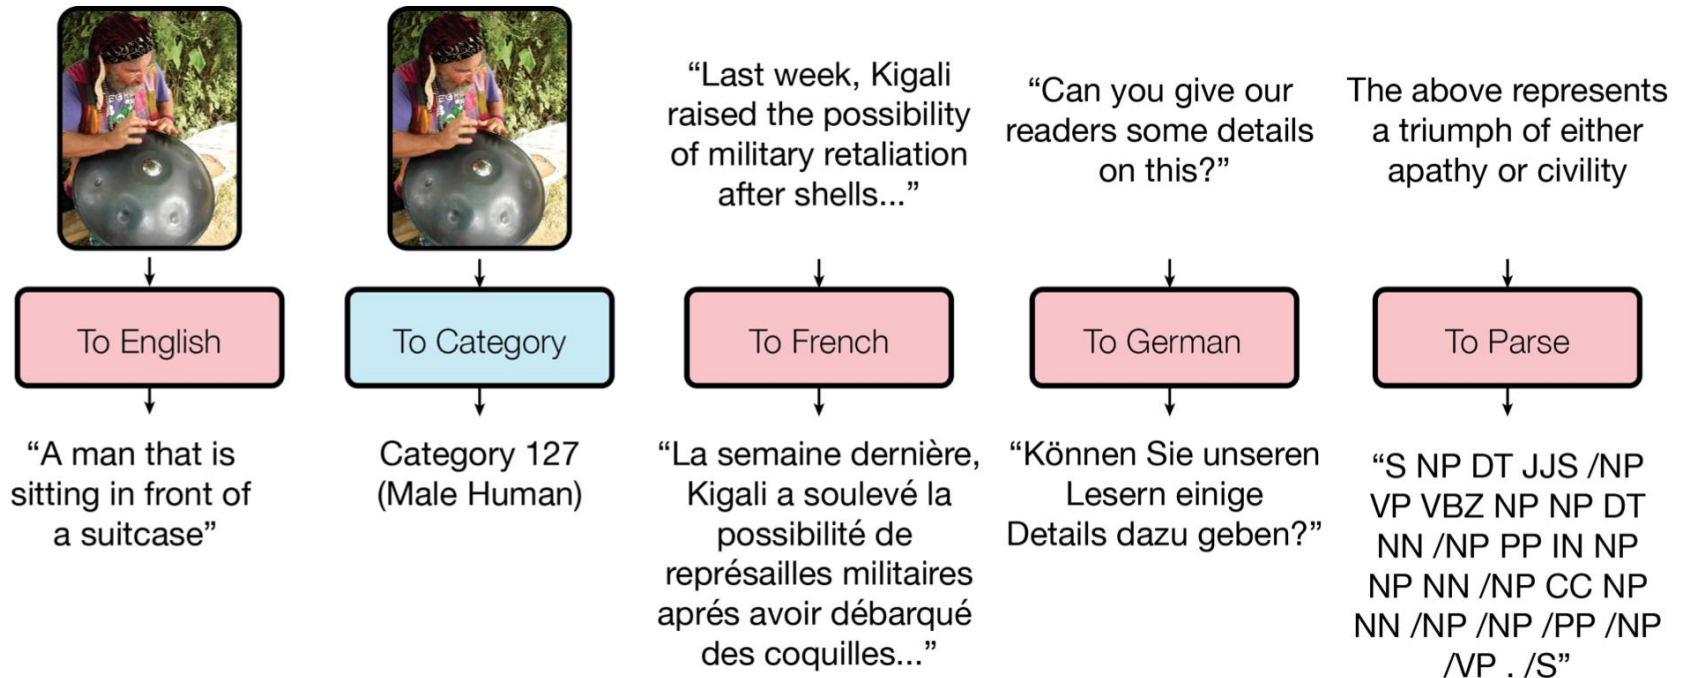 “Last week, Kigali
raised the possibility
of military retaliation
after shells...”
“Can you give our
readers some details
on this?”
The above represents
a triumph of either
apathy or civility
To English
To Category
To French
To German
To Parse
“A man that is
sitting in front of
a suitcase”
Category 127
(Male Human)
“La semaine dernière,
Kigali a soulevé la
possibilité de
représailles militaires
aprés avoir débarqué
des coquilles...”
“Können Sie unseren
Lesern einige
Details dazu geben?”
“S NP DT JJS /NP
VP VBZ NP NP DT
NN /NP PP IN NP
NP NN /NP CC NP
NN /NP /NP /PP /NP
/VP . /S”